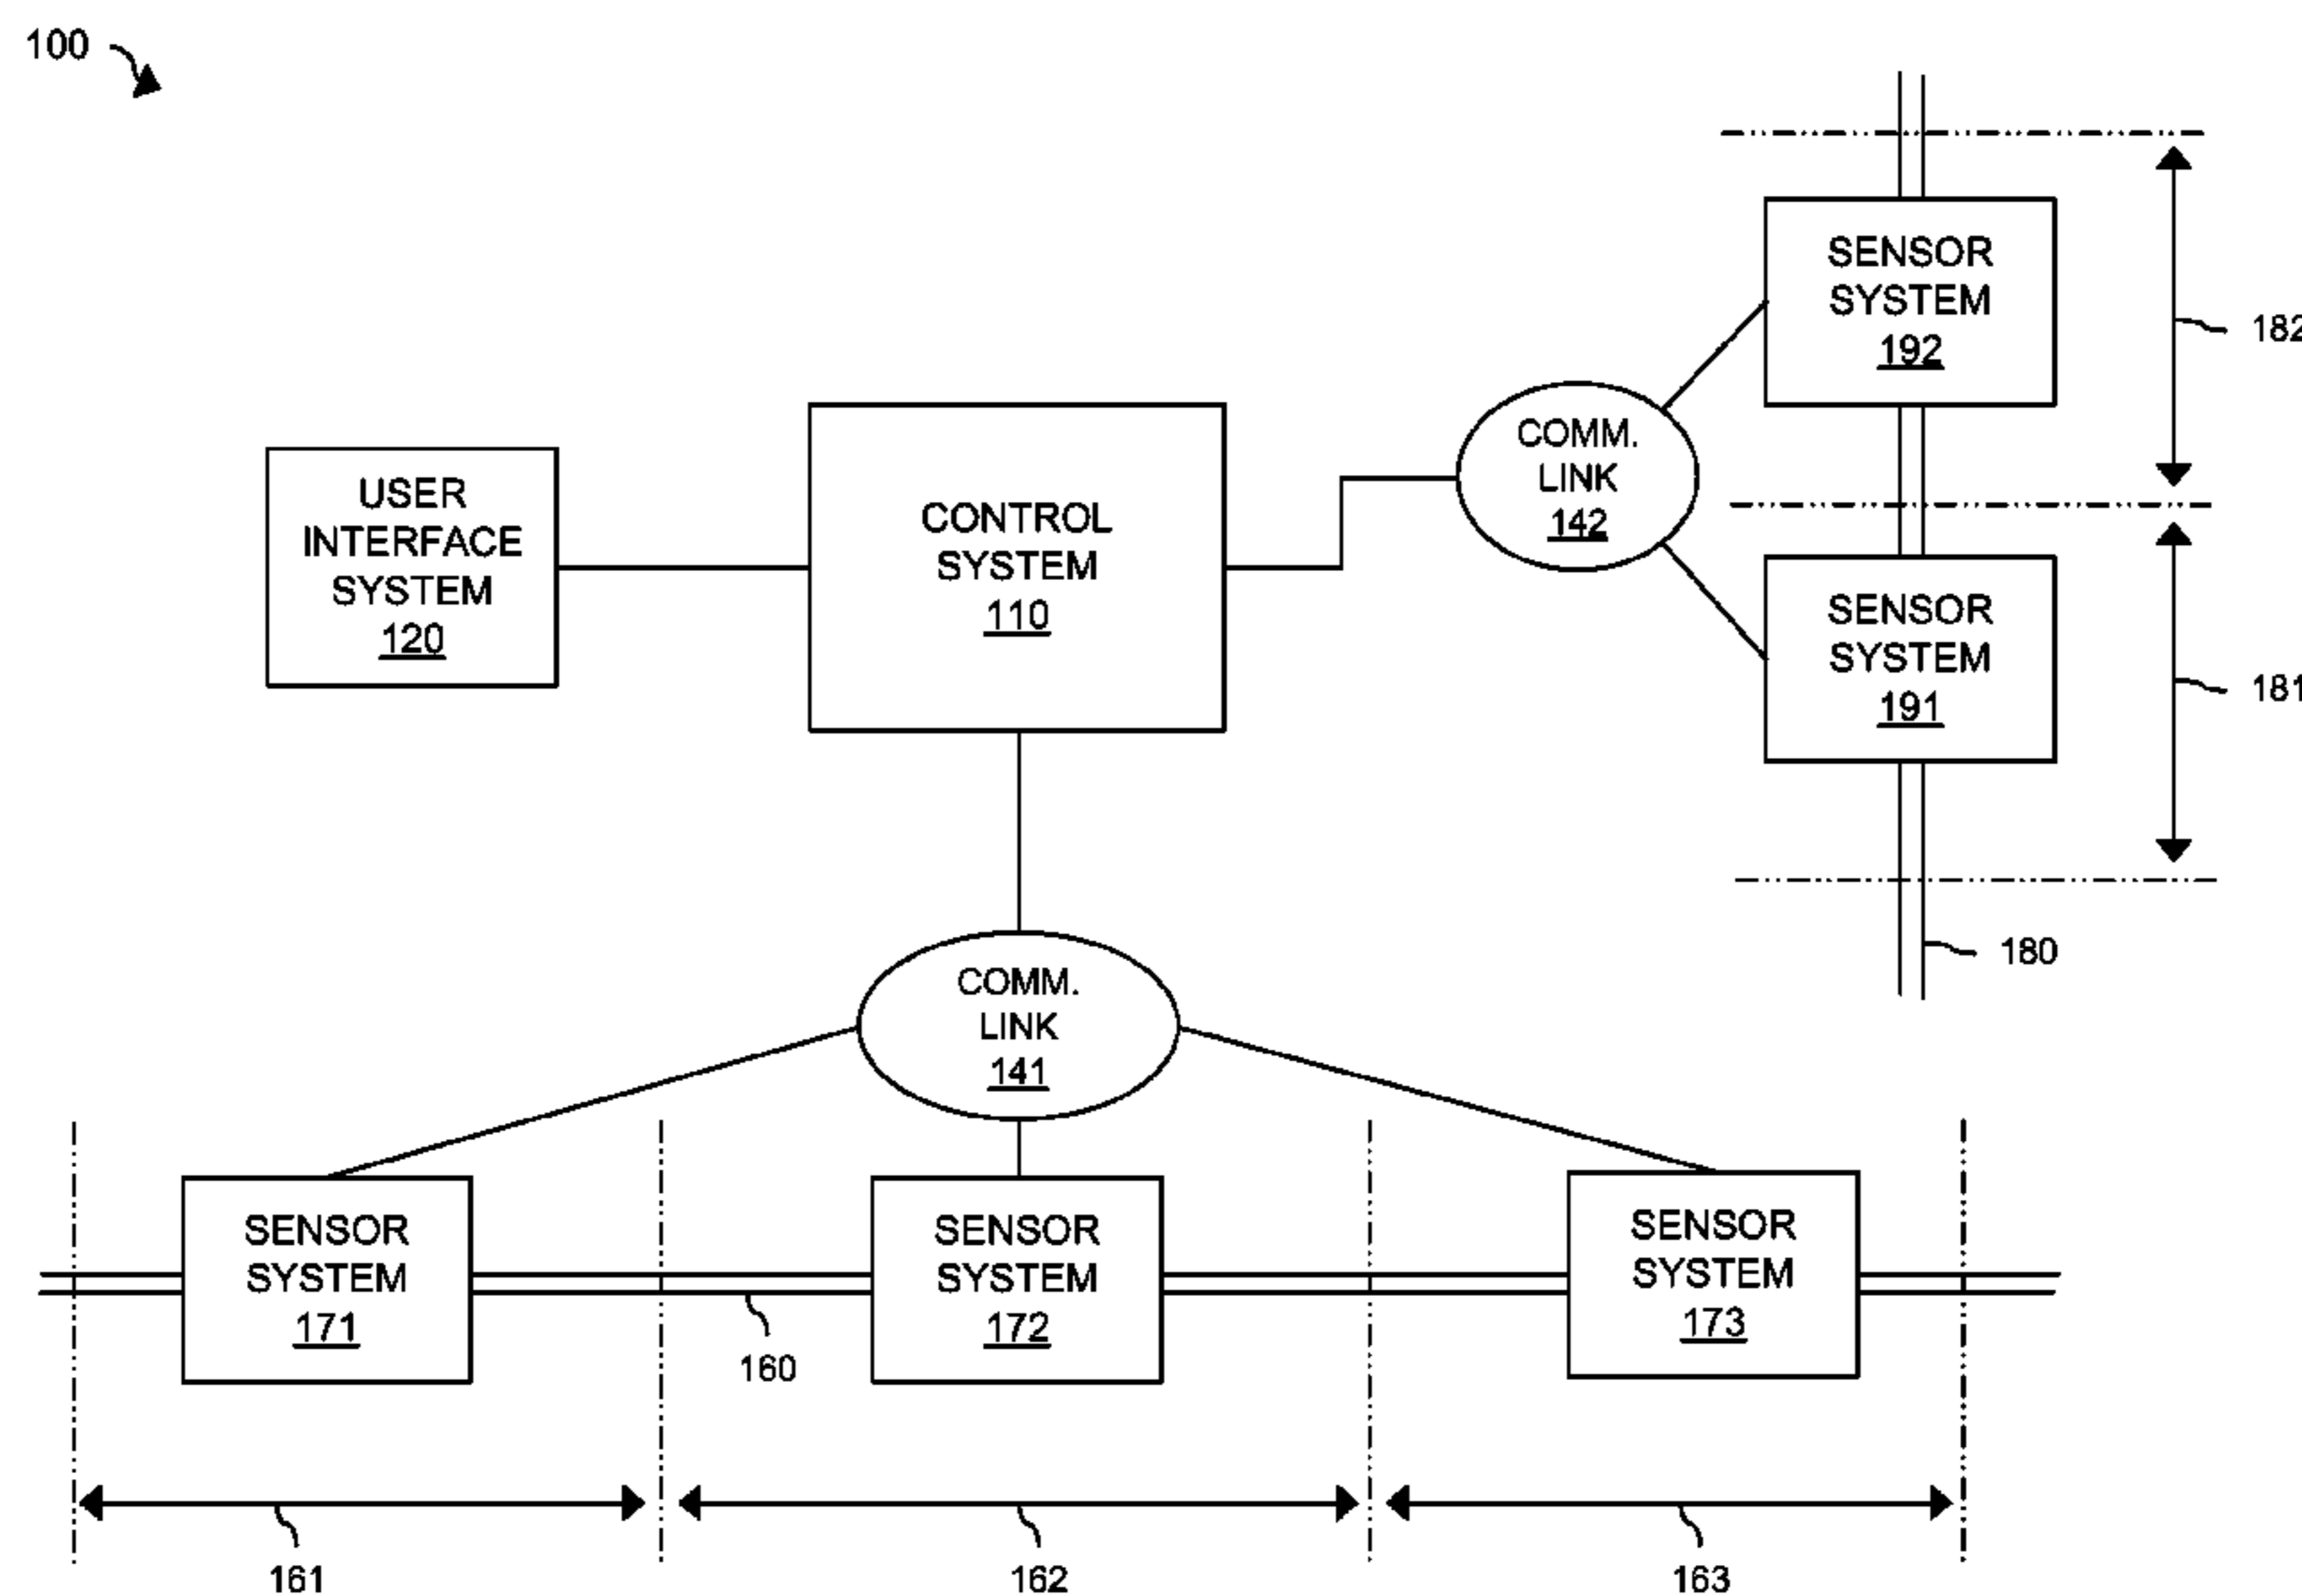 100
SENSOR
SYSTEM
192
182
COMM.
LINK
142
USER
INTERFACE
SYSTEM
120
CONTROL
SYSTEM
110
SENSOR
SYSTEM
191
181
180
COMM.
LINK
141
SENSOR
SYSTEM
171
SENSOR
SYSTEM
172
SENSOR
SYSTEM
173
160
161
162
163